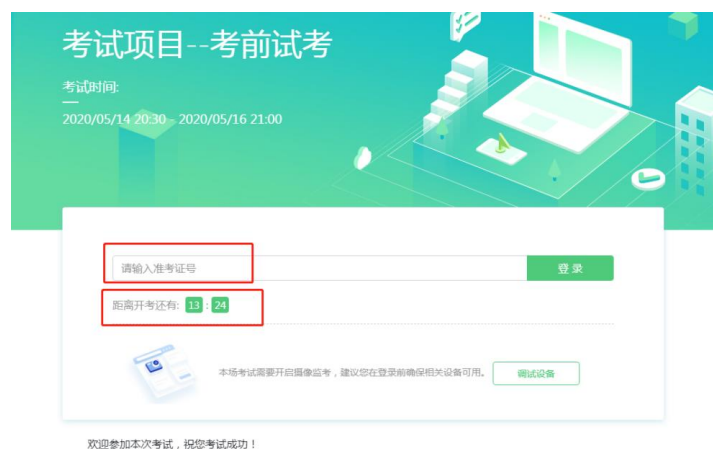 考试项目--考前试考
考试时间:
2020/05/14 20:30 - 2020/05/16 21:00
请输入准考证号
登 录
距离开考还有: 13 : 24
本场考试需要开启摄像监考，建议您在登录前确保相关设备可用。
调试设备
欢迎参加本次考试，祝您考试成功！